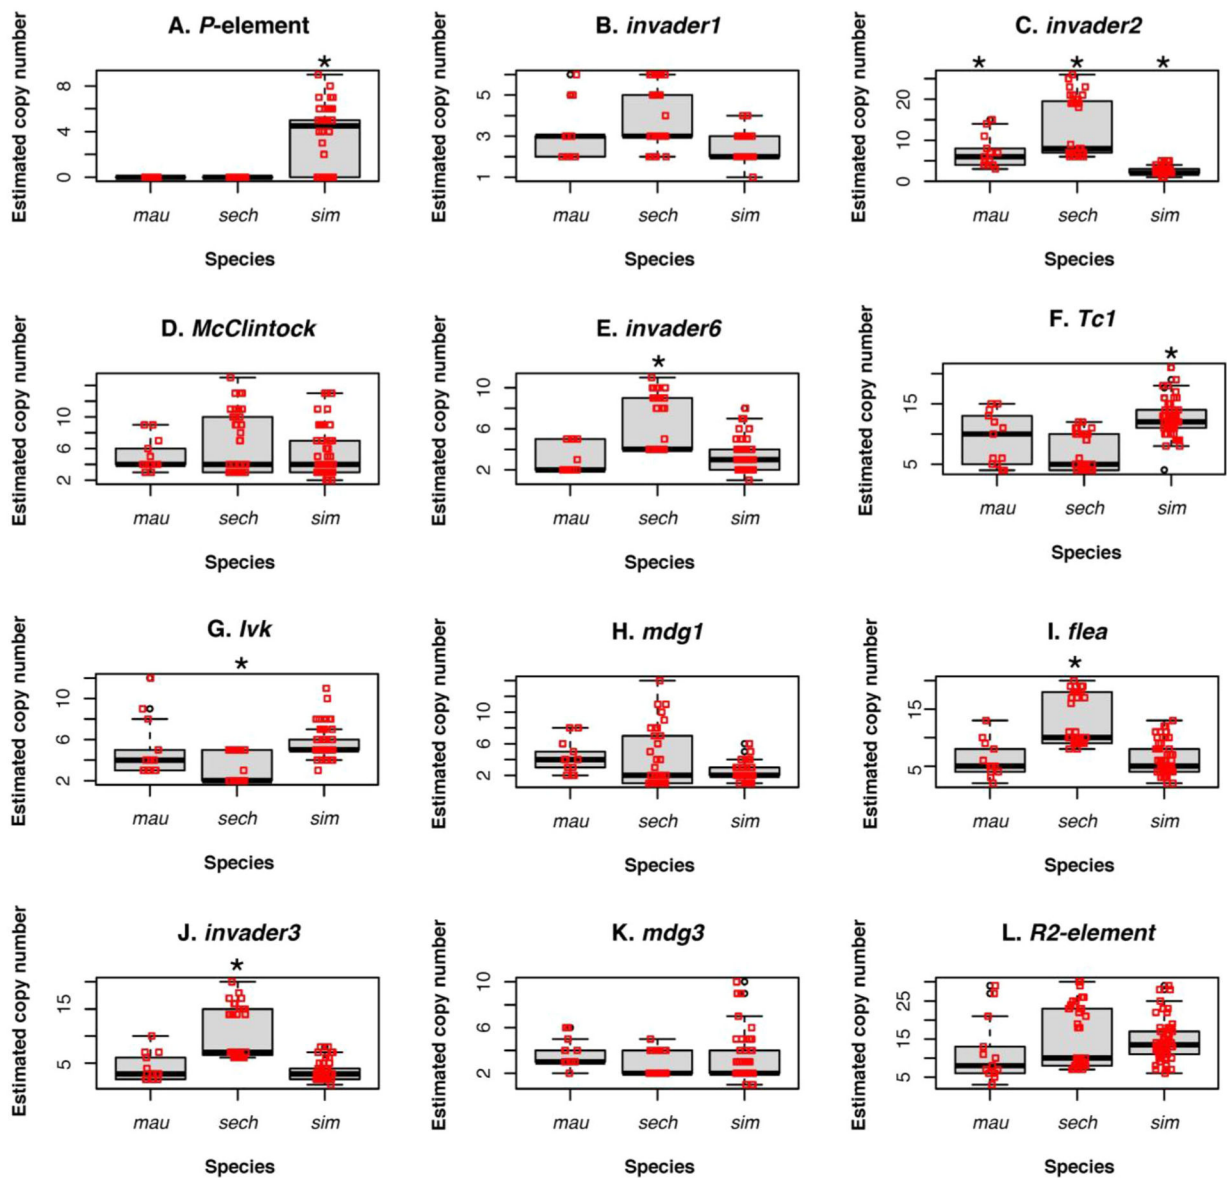 A. P-element
Estimated copy number
8
4
0
*
mau sech sim
Species
B. invader1
Estimated copy number
5
3
1
mau sech sim
Species
C. invader2
Estimated copy number
20
10
0
* * *
mau sech sim
Species
D. McClintock
Estimated copy number
10
6
2
mau sech sim
Species
E. invader6
Estimated copy number
10
6
2
*
mau sech sim
Species
F. Tc1
Estimated copy number
15
5
*
mau sech sim
Species
G. Ivk
Estimated copy number
10
6
2
*
mau sech sim
Species
H. mdg1
Estimated copy number
10
6
2
mau sech sim
Species
I. flea
Estimated copy number
15
5
*
mau sech sim
Species
J. invader3
Estimated copy number
15
5
*
mau sech sim
Species
K. mdg3
Estimated copy number
10
6
2
mau sech sim
Species
L. R2-element
Estimated copy number
25
15
5
mau sech sim
Species